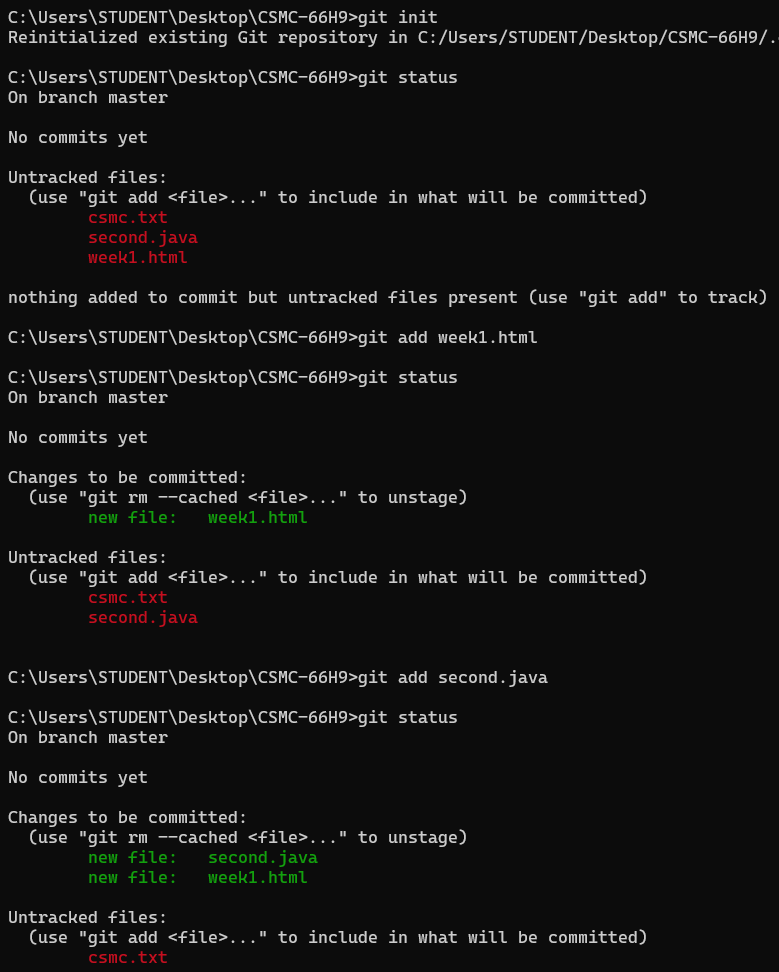 C:\Users\STUDENT\Desktop\CSMC-66H9>git init
Reinitialized existing Git repository in C:/Users/STUDENT/Desktop/CSMC-66H9/.
C:\Users\STUDENT\Desktop\CSMC-66H9>git status
On branch master
No commits yet
Untracked files:
  (use "git add <file>..." to include in what will be committed)
        csmc.txt
        second.java
        week1.html
nothing added to commit but untracked files present (use "git add" to track)
C:\Users\STUDENT\Desktop\CSMC-66H9>git add week1.html
C:\Users\STUDENT\Desktop\CSMC-66H9>git status
On branch master
No commits yet
Changes to be committed:
  (use "git rm --cached <file>..." to unstage)
        new file:   week1.html
Untracked files:
  (use "git add <file>..." to include in what will be committed)
        csmc.txt
        second.java
C:\Users\STUDENT\Desktop\CSMC-66H9>git add second.java
C:\Users\STUDENT\Desktop\CSMC-66H9>git status
On branch master
No commits yet
Changes to be committed:
  (use "git rm --cached <file>..." to unstage)
        new file:   second.java
        new file:   week1.html
Untracked files:
  (use "git add <file>..." to include in what will be committed)
        csmc.txt